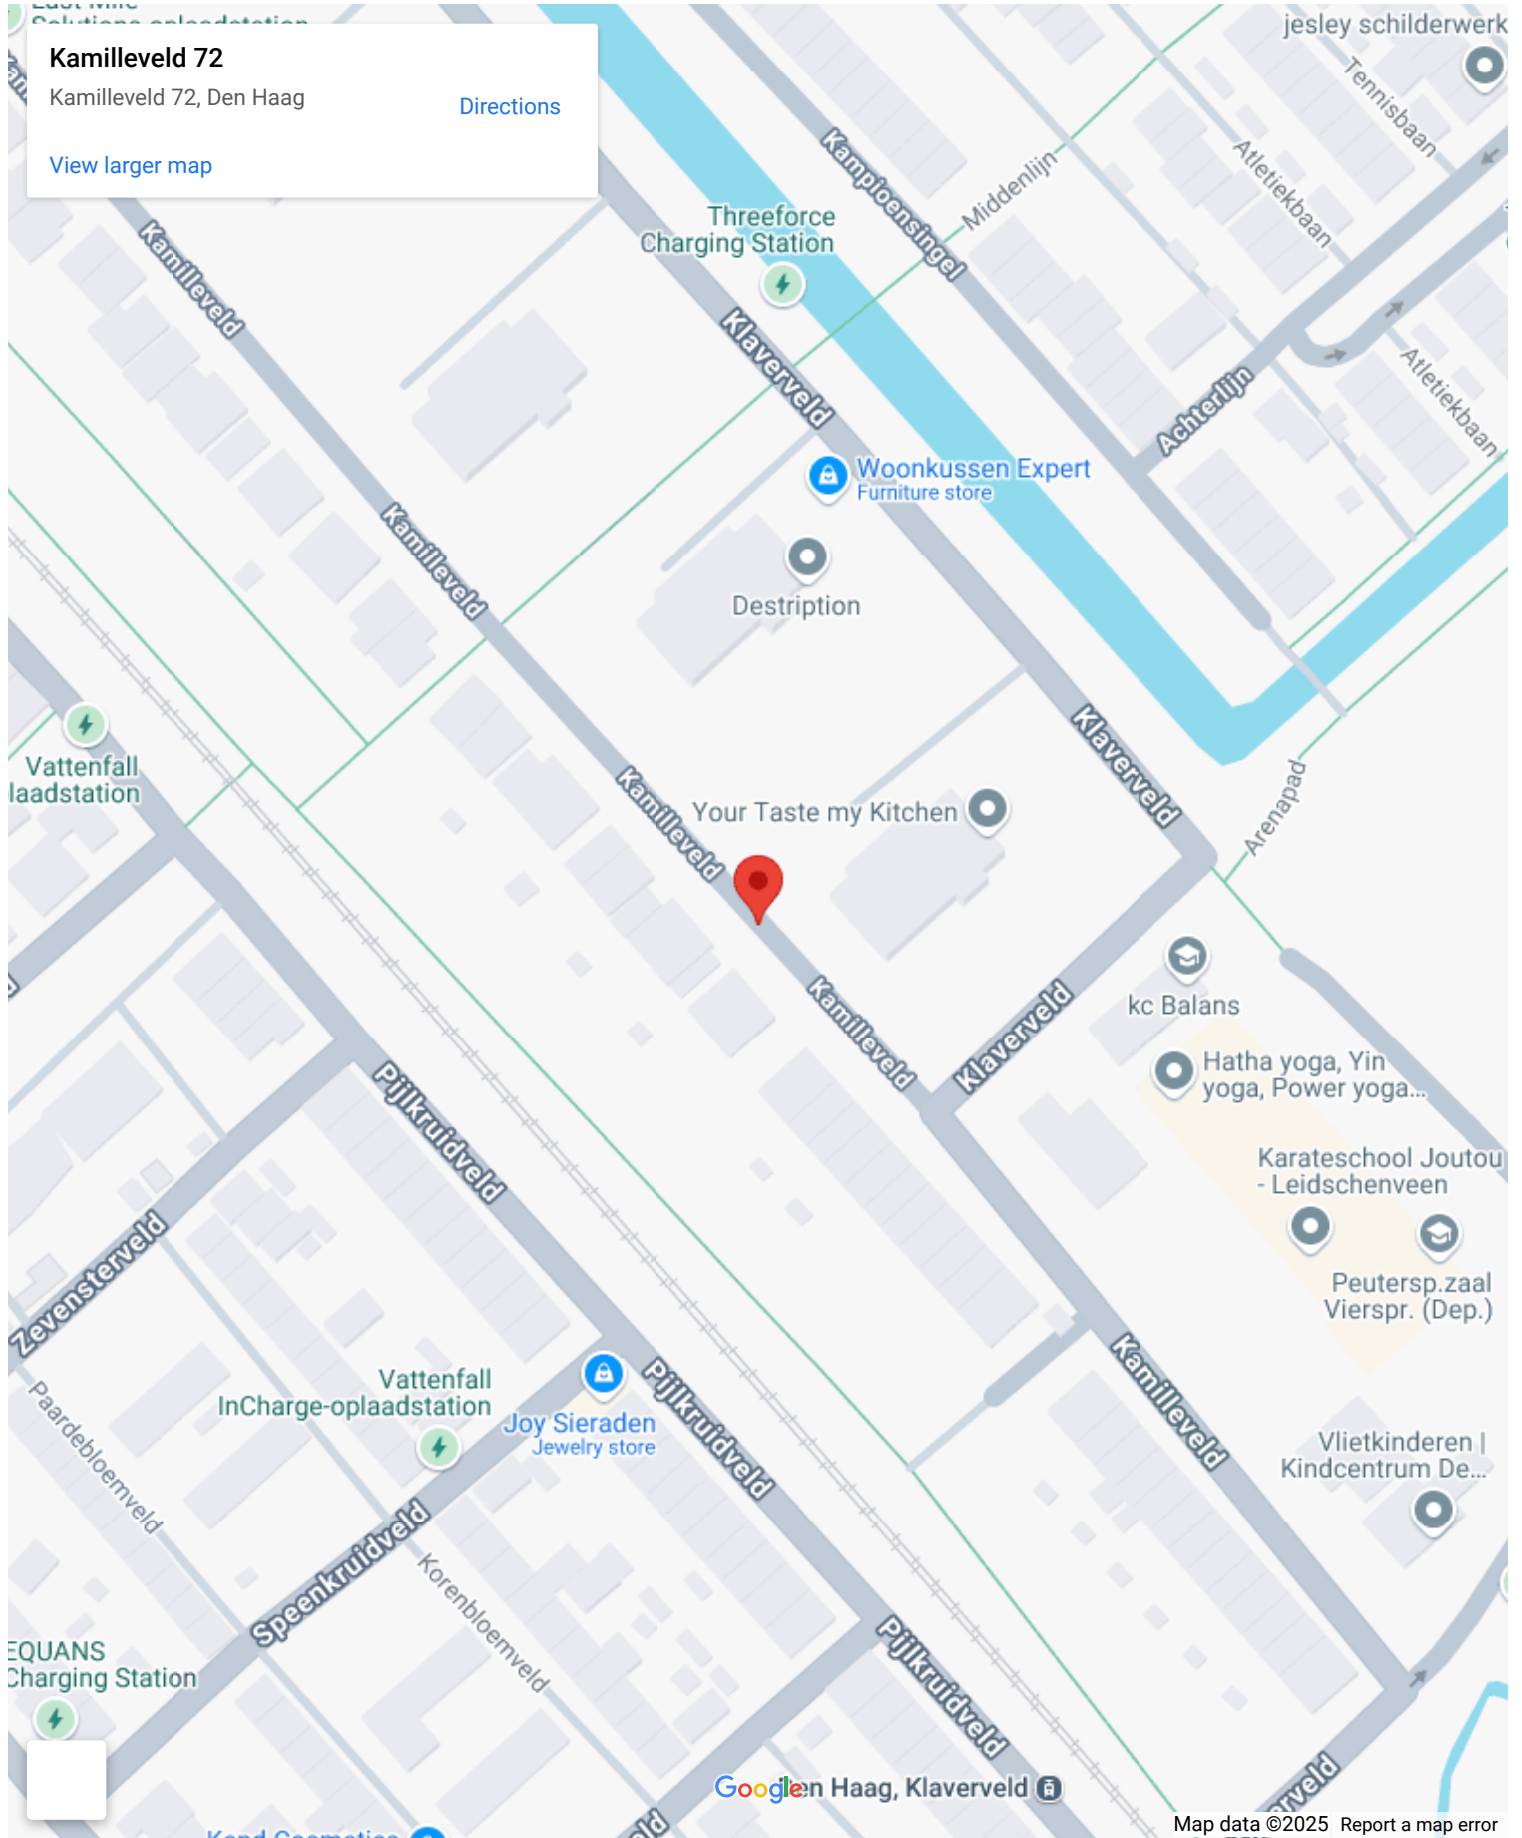 Kamilleveld 72
Kamilleveld 72, Den Haag
Directions
View larger map
jesley schilderwerk
Tennisbaan
Atletiekbaan
Middenlijn
Kampioensingel
Threeforce
Charging Station
Kamilleveld
Klaverveld
Achterlijn
Atletiekbaan
Woonkussen Expert
Furniture store
Kamilleveld
Destription
Vattenfall
laadstation
Klaverveld
Arenapad
Kamilleveld
Your Taste my Kitchen
Kamilleveld
Klaverveld
kc Balans
Hatha yoga, Yin
yoga, Power yoga...
Pijlkruidveld
Karateschool Joutou
- Leidschenveen
Zevensterveld
Peutersp.zaal
Vierspr. (Dep.)
Vattenfall
InCharge-oplaadstation
Joy Sieraden
Jewelry store
Pijlkruidveld
Kamilleveld
Paardebloemveld
Vlietkinderen |
Kindcentrum De...
Speenkruidveld
Korenbloemveld
EQUANS
Charging Station
Pijlkruidveld
Google
en Haag, Klaverveld
erveld
Map data ©2025
Report a map error